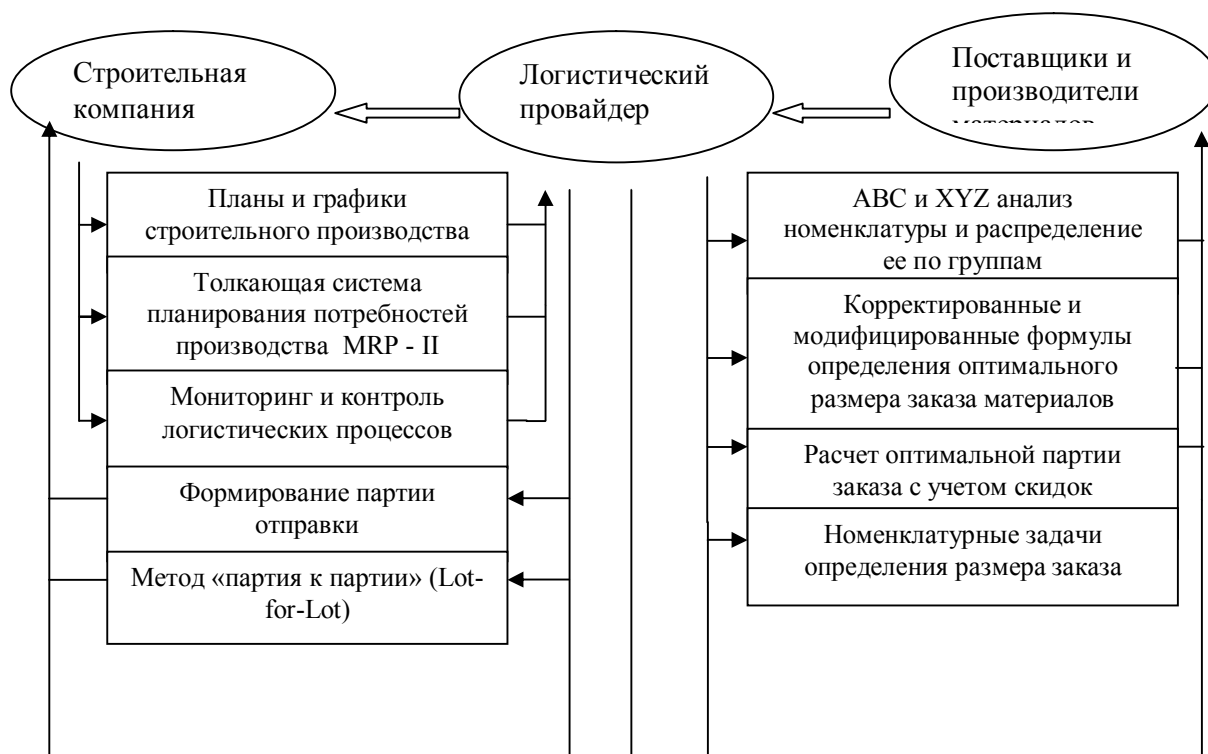 Строительная
компания
Логистический
провайдер
Поставщики и
производители
материалов
Планы и графики
строительного производства
Толкающая система
планирования потребностей
производства MRP - II
Мониторинг и контроль
логистических процессов
Формирование партии
отправки
Метод «партия к партии» (Lot-
for-Lot)
ABC и XYZ анализ
номенклатуры и распределение
ее по группам
Корректированные и
модифицированные формулы
определения оптимального
размера заказа материалов
Расчет оптимальной партии
заказа с учетом скидок
Номенклатурные задачи
определения размера заказа